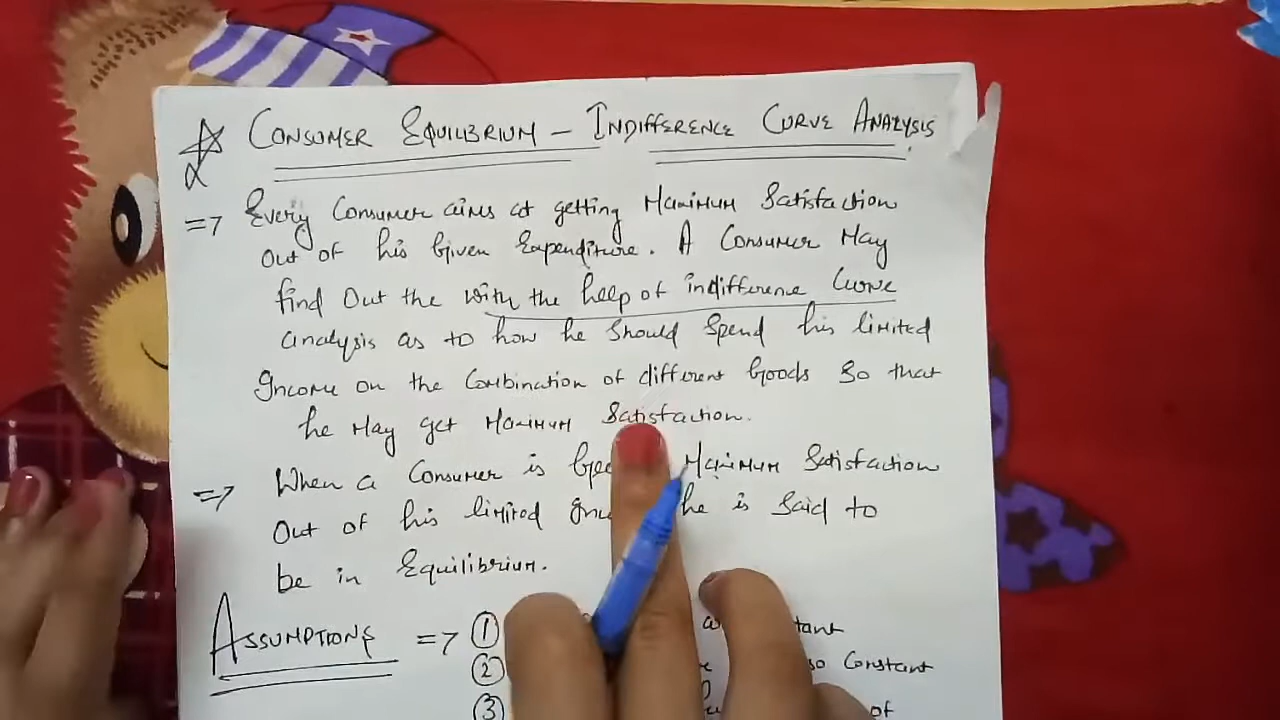 CONSUMER EQUILIBRIUM – INDIFFERENCE CURVE ANALYSIS
=> Every Consumer aims at getting Maximum Satisfaction
out of his Given Expenditure. A Consumer May
find Out the with the help of indifference Curve
analysis as to how he should Spend his limited
Income on the Combination of different Goods So that
he May get Maximum Satisfaction.
=> When a Consumer is Maximum Satisfaction
Out of his limited he is Said to
be in Equilibrium.
ASSUMPTIONS => ①
② so Constant
③ of